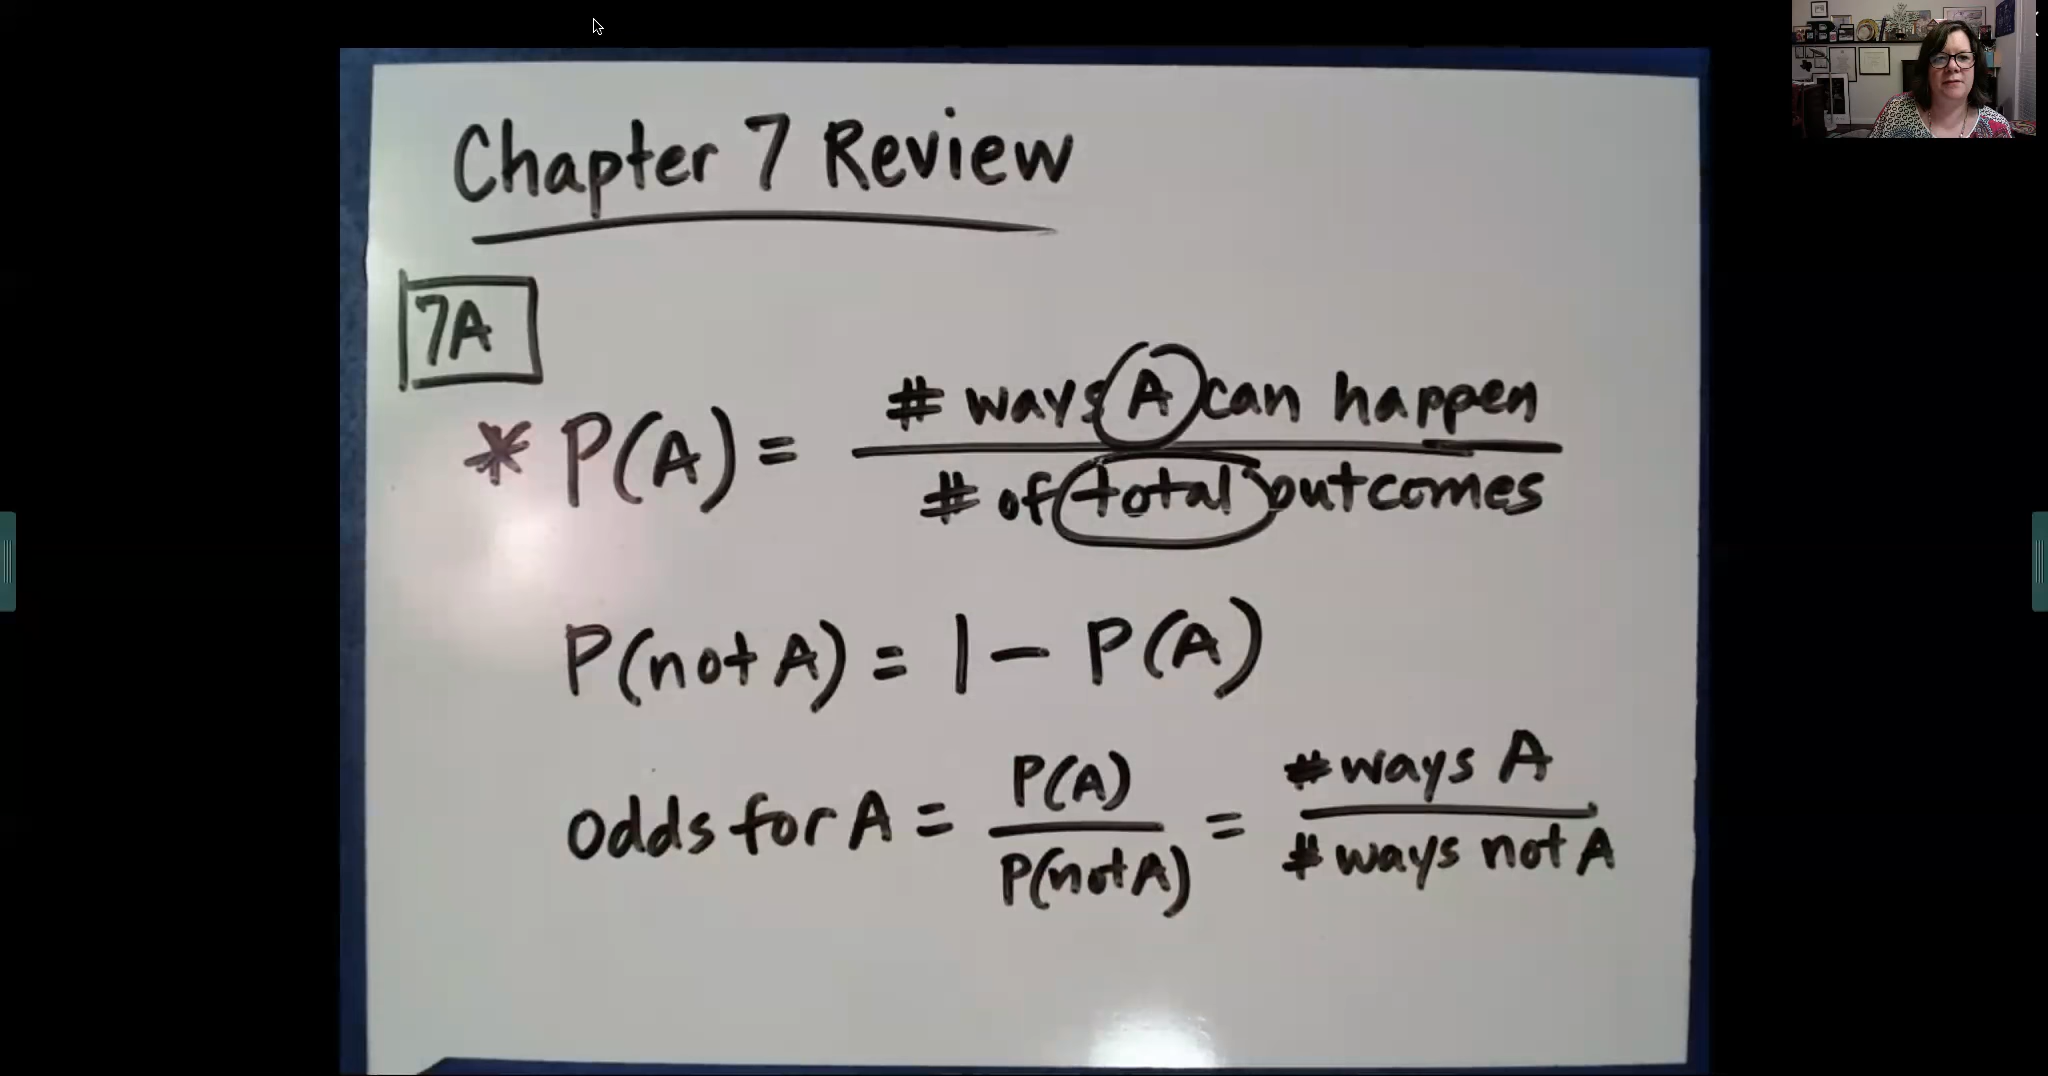 Chapter 7 Review
7A
* P(A) = # ways A can happen / # of total outcomes
P(not A) = 1 - P(A)
odds for A = P(A) / P(not A) = # ways A / # ways not A